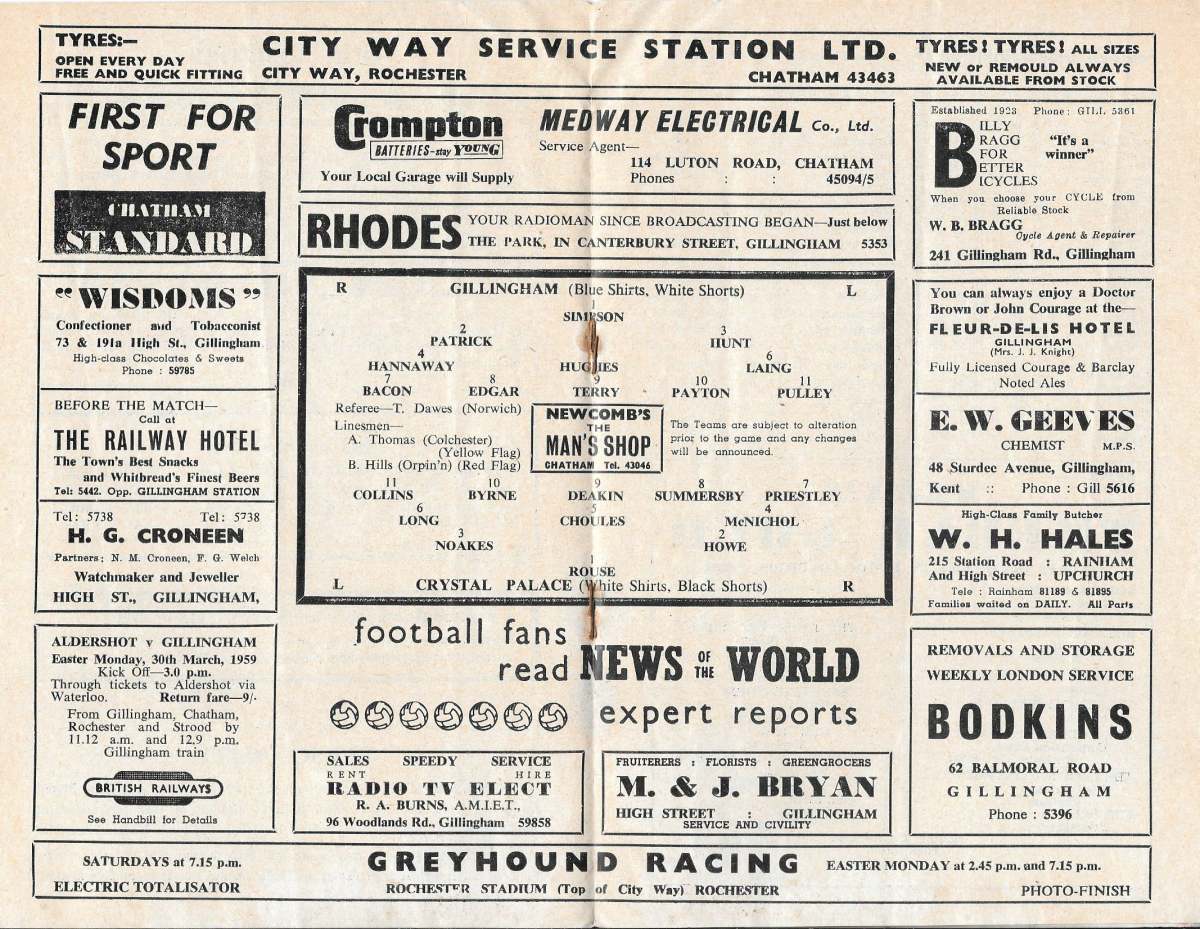 TYRES:—
OPEN EVERY DAY
FREE AND QUICK FITTING
CITY WAY SERVICE STATION LTD.
CITY WAY, ROCHESTER
CHATHAM 43463
TYRES! TYRES! ALL SIZES
NEW or REMOULD ALWAYS
AVAILABLE FROM STOCK
FIRST FOR
SPORT
CHATHAM
STANDARD
Crompton
BATTERIES-stay YOUNG
Your Local Garage will Supply
MEDWAY ELECTRICAL Co., Ltd.
Service Agent—
114 LUTON ROAD, CHATHAM
Phones : : 45094/5
RHODES
YOUR RADIOMAN SINCE BROADCASTING BEGAN—Just below
THE PARK, IN CANTERBURY STREET, GILLINGHAM 5353
Established 1923 Phone: GILL 5361
BILLY
BRAGG
FOR
BETTER
BICYCLES
"It's a
winner"
When you choose your CYCLE from
Reliable Stock
W. B. BRAGG
Cycle Agent & Repairer
241 Gillingham Rd., Gillingham
"WISDOMS"
Confectioner and Tobacconist
73 & 191a High St., Gillingham
High-class Chocolates & Sweets
Phone : 59785
BEFORE THE MATCH—
Call at
THE RAILWAY HOTEL
The Town's Best Snacks
and Whitbread's Finest Beers
Tel: 5442. Opp. GILLINGHAM STATION
Tel: 5738 Tel: 5738
H. G. CRONEEN
Partners; N. M. Croneen, F. G. Welch
Watchmaker and Jeweller
HIGH ST., GILLINGHAM,
ALDERSHOT v GILLINGHAM
Easter Monday, 30th March, 1959
Kick Off—3.0 p.m.
Through tickets to Aldershot via
Waterloo. Return fare—9/-
From Gillingham, Chatham,
Rochester and Strood by
11.12 a.m. and 12.9 p.m.
Gillingham train
BRITISH RAILWAYS
See Handbill for Details
R GILLINGHAM (Blue Shirts, White Shorts) L
1
SIMPSON
2 3
PATRICK HUNT
4 6
HANNAWAY HUGHES LAING
7 8 9 10 11
BACON EDGAR TERRY PAYTON PULLEY
Referee—T. Dawes (Norwich)
Linesmen—
A. Thomas (Colchester)
(Yellow Flag)
B. Hills (Orpin'n) (Red Flag)
NEWCOMB'S
THE
MAN'S SHOP
CHATHAM Tel. 43046
The Teams are subject to alteration
prior to the game and any changes
will be announced.
11 10 9 8 7
COLLINS BYRNE DEAKIN SUMMERSBY PRIESTLEY
6 5 4
LONG CHOULES McNICHOL
3 2
NOAKES HOWE
1
ROUSE
L CRYSTAL PALACE (White Shirts, Black Shorts) R
football fans
read NEWS OF THE WORLD
expert reports
SALES SPEEDY SERVICE
RENT HIRE
RADIO TV ELECT
R. A. BURNS, A.M.I.E.T.,
96 Woodlands Rd., Gillingham 59858
FRUITERERS : FLORISTS : GREENGROCERS
M. & J. BRYAN
HIGH STREET : GILLINGHAM
SERVICE AND CIVILITY
You can always enjoy a Doctor
Brown or John Courage at the—
FLEUR-DE-LIS HOTEL
GILLINGHAM
(Mrs. J. J. Knight)
Fully Licensed Courage & Barclay
Noted Ales
E. W. GEEVES
CHEMIST M.P.S.
48 Sturdee Avenue, Gillingham,
Kent :: Phone : Gill 5616
High-Class Family Butcher
W. H. HALES
215 Station Road : RAINHAM
And High Street : UPCHURCH
Tele : Rainham 81189 & 81895
Families waited on DAILY. All Parts
REMOVALS AND STORAGE
WEEKLY LONDON SERVICE
BODKINS
62 BALMORAL ROAD
GILLINGHAM
Phone : 5396
SATURDAYS at 7.15 p.m.
ELECTRIC TOTALISATOR
GREYHOUND RACING
ROCHESTER STADIUM (Top of City Way) ROCHESTER
EASTER MONDAY at 2.45 p.m. and 7.15 p.m.
PHOTO-FINISH